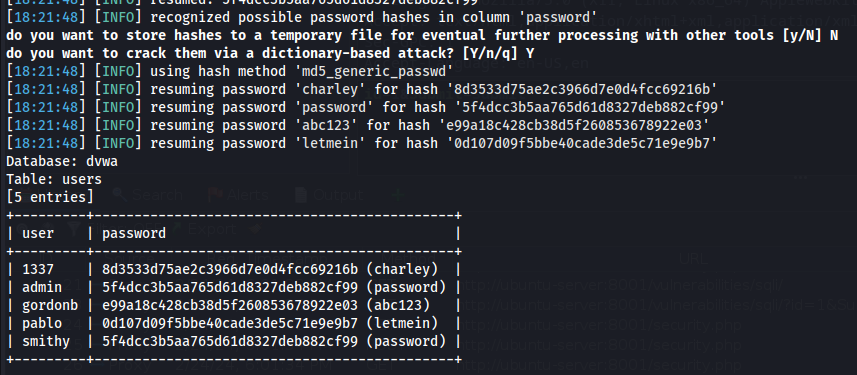 [18:21:48] [INFO] resumed: '5f4dcc3b5aa765d61d8327deb882cf99'
[18:21:48] [INFO] recognized possible password hashes in column 'password'
do you want to store hashes to a temporary file for eventual further processing with other tools [y/N] N
do you want to crack them via a dictionary-based attack? [Y/n/q] Y
[18:21:48] [INFO] using hash method 'md5_generic_passwd'
[18:21:48] [INFO] resuming password 'charley' for hash '8d3533d75ae2c3966d7e0d4fcc69216b'
[18:21:48] [INFO] resuming password 'password' for hash '5f4dcc3b5aa765d61d8327deb882cf99'
[18:21:48] [INFO] resuming password 'abc123' for hash 'e99a18c428cb38d5f260853678922e03'
[18:21:48] [INFO] resuming password 'letmein' for hash '0d107d09f5bbe40cade3de5c71e9e9b7'
Database: dvwa
Table: users
[5 entries]
+---------+---------------------------------------------+
| user | password |
+---------+---------------------------------------------+
| 1337 | 8d3533d75ae2c3966d7e0d4fcc69216b (charley) |
| admin | 5f4dcc3b5aa765d61d8327deb882cf99 (password) |
| gordonb | e99a18c428cb38d5f260853678922e03 (abc123) |
| pablo | 0d107d09f5bbe40cade3de5c71e9e9b7 (letmein) |
| smithy | 5f4dcc3b5aa765d61d8327deb882cf99 (password) |
+---------+---------------------------------------------+
Search Alerts Output
Export
URL